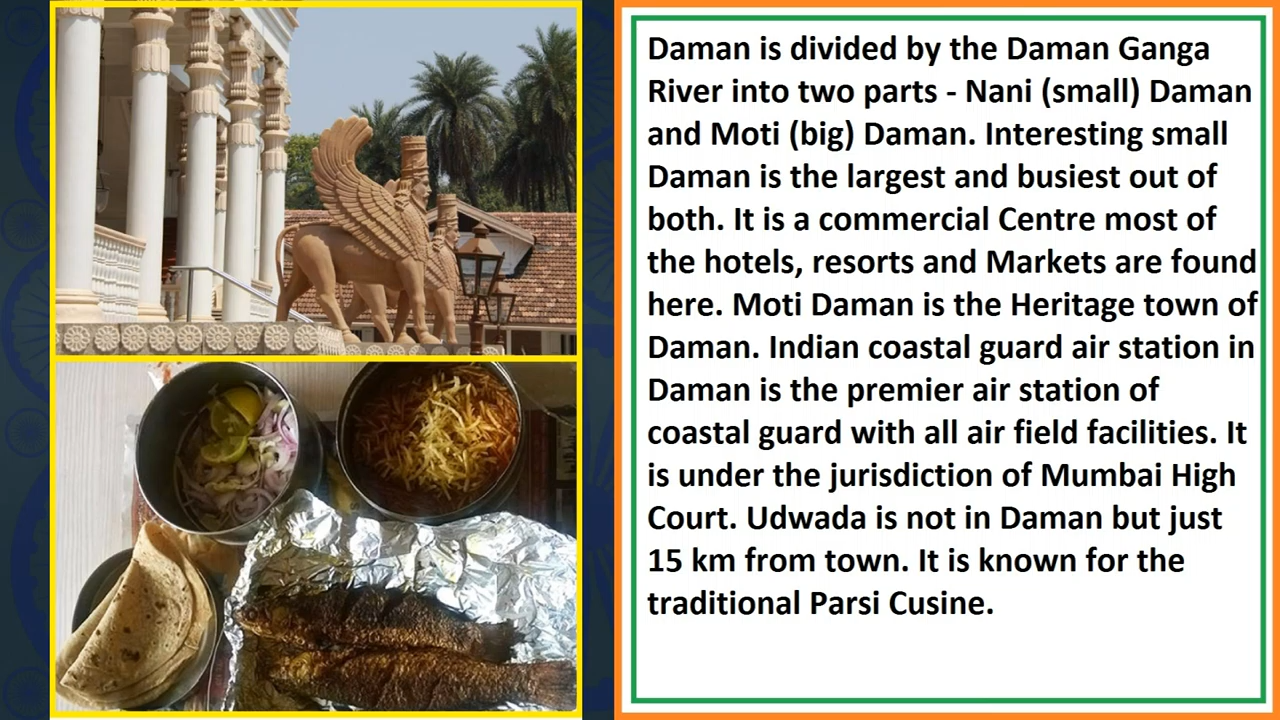 Daman is divided by the Daman Ganga
River into two parts - Nani (small) Daman
and Moti (big) Daman. Interesting small
Daman is the largest and busiest out of
both. It is a commercial Centre most of
the hotels, resorts and Markets are found
here. Moti Daman is the Heritage town of
Daman. Indian coastal guard air station in
Daman is the premier air station of
coastal guard with all air field facilities. It
is under the jurisdiction of Mumbai High
Court. Udwada is not in Daman but just
15 km from town. It is known for the
traditional Parsi Cusine.